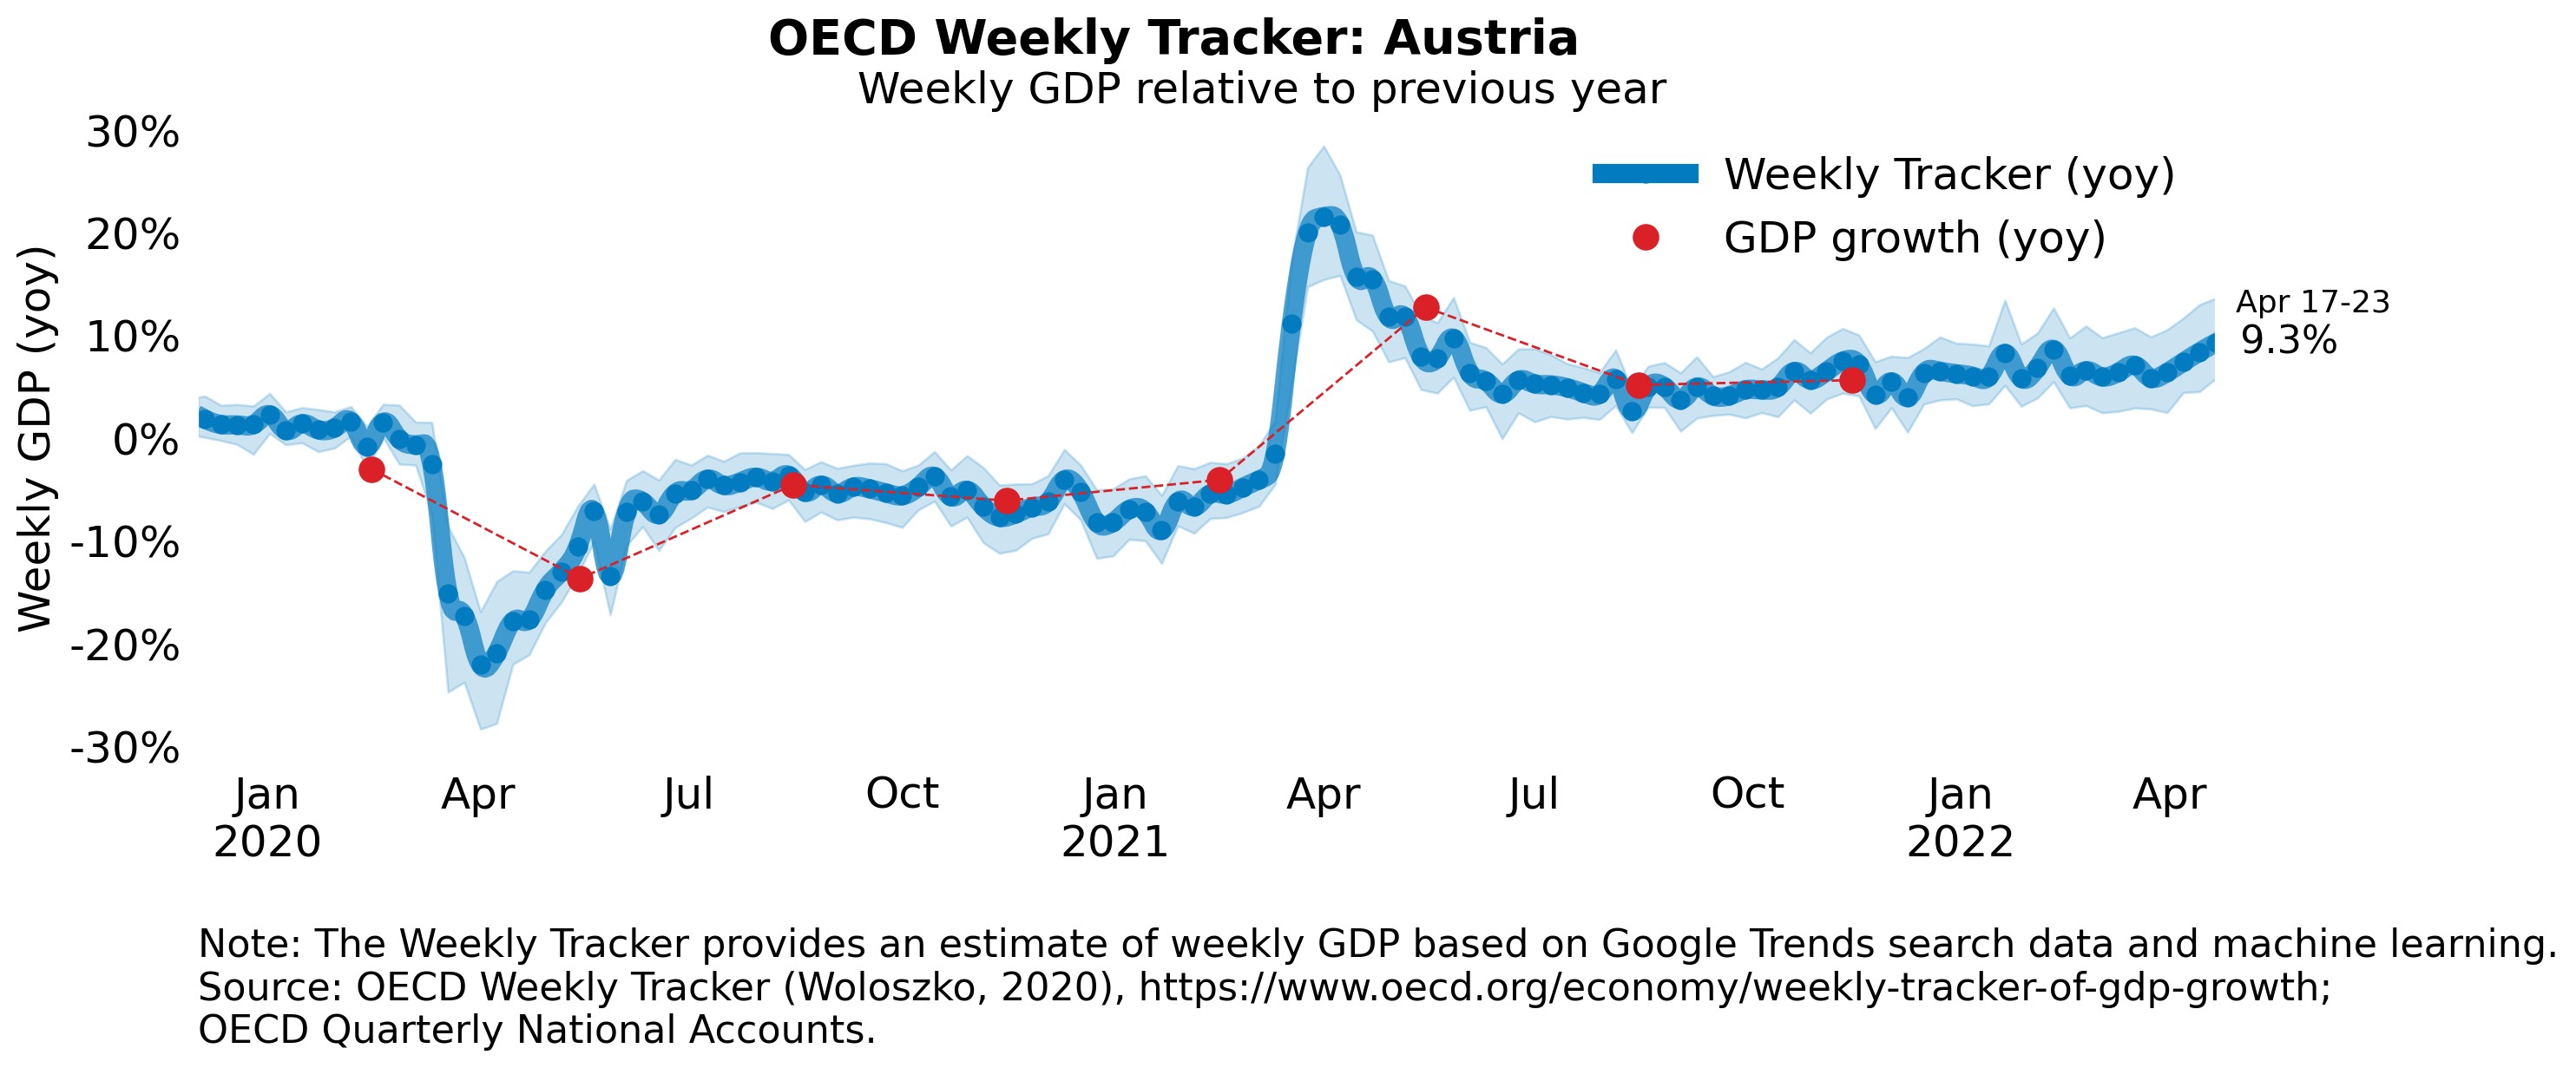 OECD Weekly Tracker: Austria
Weekly GDP relative to previous year
Weekly GDP (yoy)
30%
20%
10%
0%
-10%
-20%
-30%
Weekly Tracker (yoy)
GDP growth (yoy)
Apr 17-23
9.3%
Jan Apr Jul Oct Jan Apr Jul Oct Jan Apr
2020 2021 2022
Note: The Weekly Tracker provides an estimate of weekly GDP based on Google Trends search data and machine learning.
Source: OECD Weekly Tracker (Woloszko, 2020), https://www.oecd.org/economy/weekly-tracker-of-gdp-growth;
OECD Quarterly National Accounts.